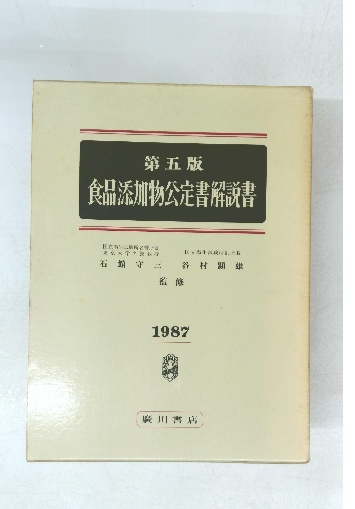 第五版
食品添加物公定書解説書
石館守三 谷村顕雄
監修
1987
廣川書店